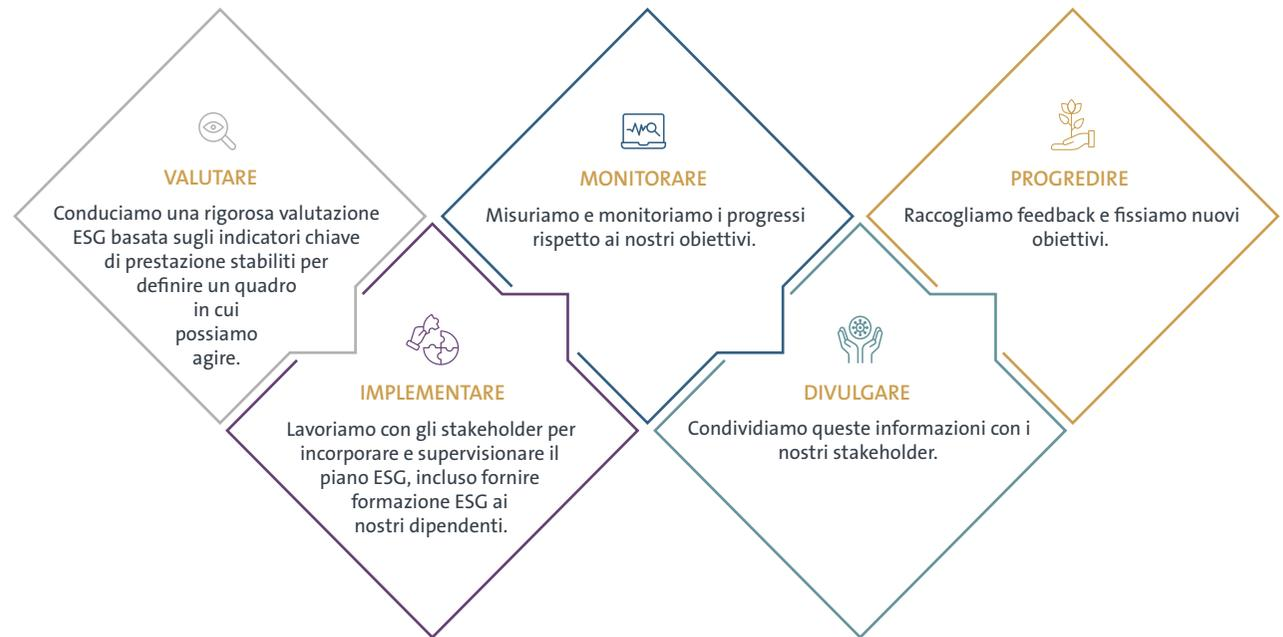 VALUTARE
Conduciamo una rigorosa valutazione
ESG basata sugli indicatori chiave
di prestazione stabiliti per
definire un quadro
in cui
possiamo
agire.
IMPLEMENTARE
Lavoriamo con gli stakeholder per
incorporare e supervisionare il
piano ESG, incluso fornire
formazione ESG ai
nostri dipendenti.
MONITORARE
Misuriamo e monitoriamo i progressi
rispetto ai nostri obiettivi.
DIVULGARE
Condividiamo queste informazioni con i
nostri stakeholder.
PROGREDIRE
Raccogliamo feedback e fissiamo nuovi
obiettivi.